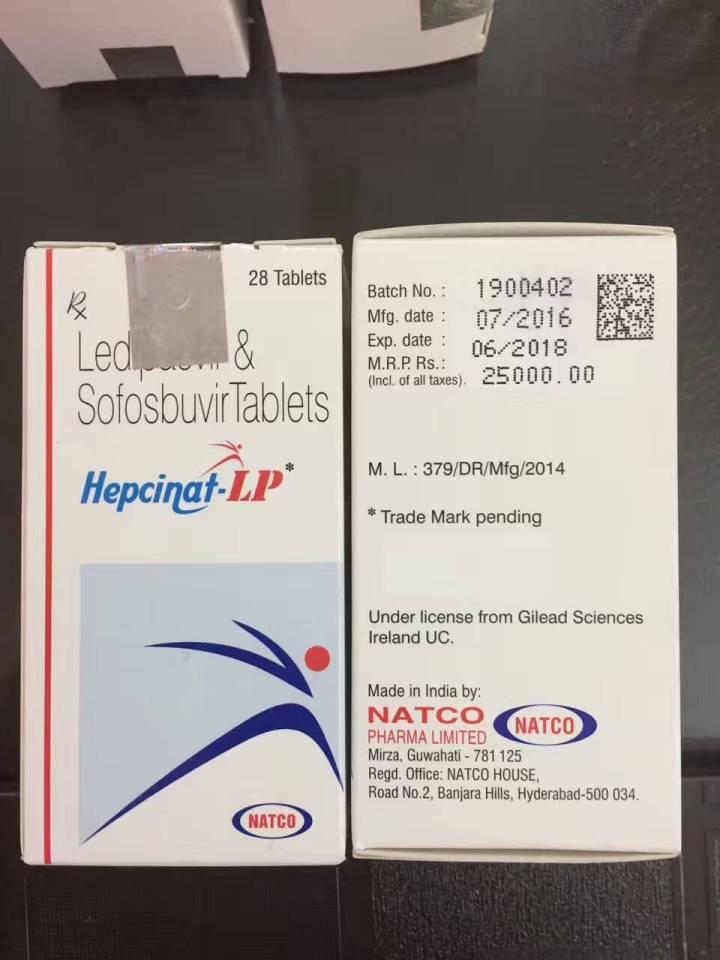 28 Tablets
Rx
&
Sofosbuvir Tablets
Hepcinat-LP*
NATCO
Batch No. : 1900402
Mfg. date : 07/2016
Exp. date : 06/2018
M.R.P. Rs.: 25000.00
(Incl. of all taxes).
M. L. : 379/DR/Mfg/2014
* Trade Mark pending
Under license from Gilead Sciences
Ireland UC.
Made in India by:
NATCO
PHARMA LIMITED
NATCO
Mirza, Guwahati - 781 125
Regd. Office: NATCO HOUSE,
Road No.2, Banjara Hills, Hyderabad-500 034.